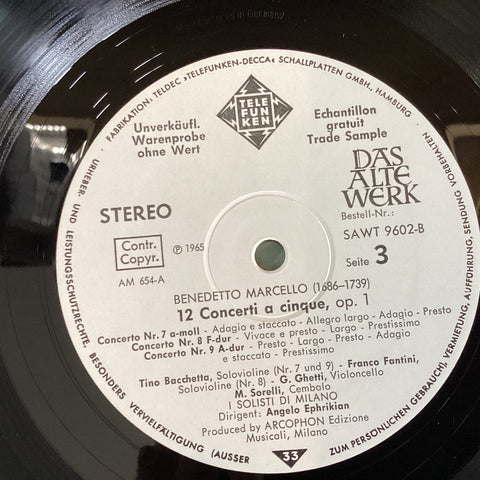 Manufactured in Germany
FABRIKATION: TELDEC »TELEFUNKEN-DECCA« SCHALLPLATTEN GMBH, HAMBURG
URHEBER- UND LEISTUNGSSCHUTZRECHTE, BESONDERS VERVIELFÄLTIGUNG (AUSSER ZUM PERSÖNLICHEN GEBRAUCH), VERMIETUNG, AUFFÜHRUNG, SENDUNG VORBEHALTEN
TELE
FUN
KEN
Unverkäufl.
Warenprobe
ohne Wert
Echantillon
gratuit
Trade Sample
DAS
ALTE
WERK
Bestell-Nr.:
STEREO
SAWT 9602-B
Contr.
Copyr.
℗ 1965
Seite 3
AM 654-A
BENEDETTO MARCELLO (1686–1739)
12 Concerti a cinque, op. 1
Concerto Nr. 7 a-moll - Adagio e staccato - Allegro largo - Adagio - Presto
Concerto Nr. 8 F-dur - Vivace e presto - Largo - Prestissimo
Concerto Nr. 9 A-dur - Presto - Largo - Presto - Adagio
e staccato - Prestissimo
Tino Bacchetta, Solovioline (Nr. 7 und 9) - Franco Fantini,
Solovioline (Nr. 8) - G. Ghetti, Violoncello
M. Sorelli, Cembalo
I SOLISTI DI MILANO
Dirigent: Angelo Ephrikian
Produced by ARCOPHON Edizione
Musicali, Milano
33